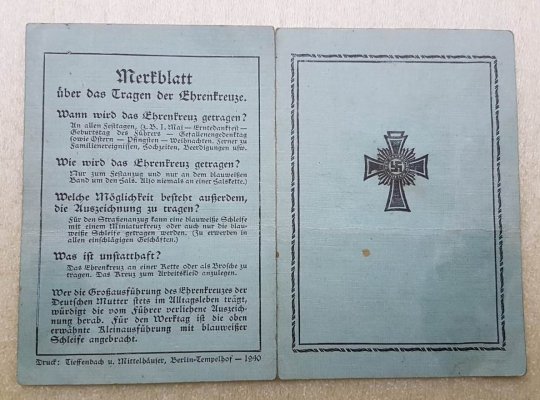 Merkblatt
über das Tragen der Ehrenkreuze.
Wann wird das Ehrenkreuz getragen?
An allen Festtagen, (z. B. 1. Mai – Erntedankfest –
Geburtstag des Führers – Gefallenengedenktag
sowie Ostern – Pfingsten – Weihnachten. Ferner zu
Familienereignissen, Hochzeiten, Beerdigungen usw.
Wie wird das Ehrenkreuz getragen?
Nur zum Festanzug und nur an dem blauweißen
Band um den Hals. Also niemals an einer Halskette.)
Welche Möglichkeit besteht außerdem,
die Auszeichnung zu tragen?
Für den Straßenanzug kann eine blauweiße Schleife
mit einem Miniaturkreuz oder auch nur die blau-
weiße Schleife getragen werden. (Zu erwerben in
allen einschlägigen Geschäften.)
Was ist unstatthaft?
Das Ehrenkreuz an einer Kette oder als Brosche zu
tragen. Das Kreuz zum Arbeitskleid anzulegen.
Wer die Großausführung des Ehrenkreuzes der
Deutschen Mutter stets im Alltagsleben trägt,
würdigt die vom Führer verliehene Auszeich-
nung herab. Für den Werktag ist die oben
erwähnte Kleinausführung mit blauweißer
Schleife angebracht.
Druck: Tieffenbach u. Mittelhäuser, Berlin-Tempelhof – 1940